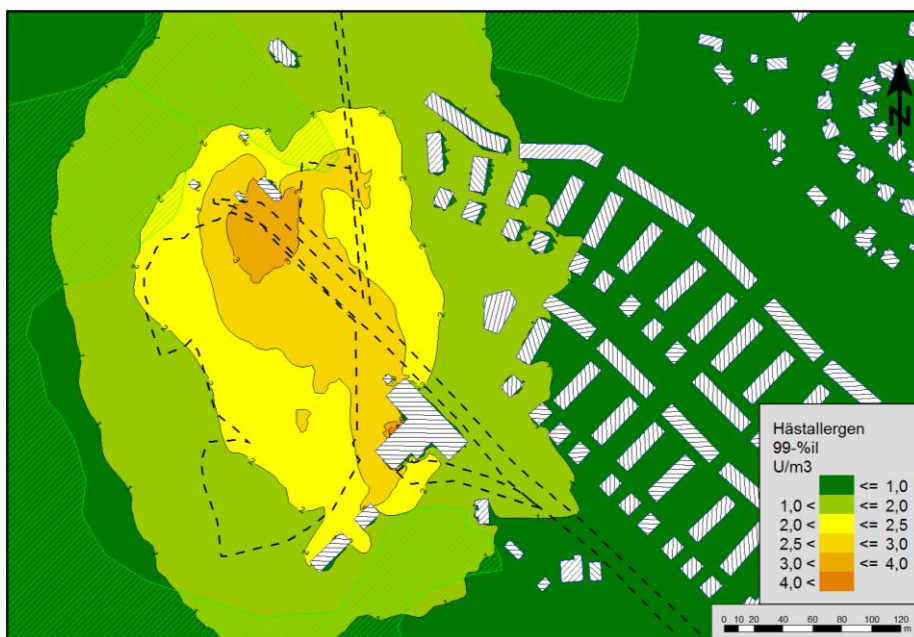 N
Hästallergen
99-%il
U/m3
<= 1,0
1,0 < <= 2,0
2,0 < <= 2,5
2,5 < <= 3,0
3,0 < <= 4,0
4,0 <
0 10 20 40 60 80 100 120
m